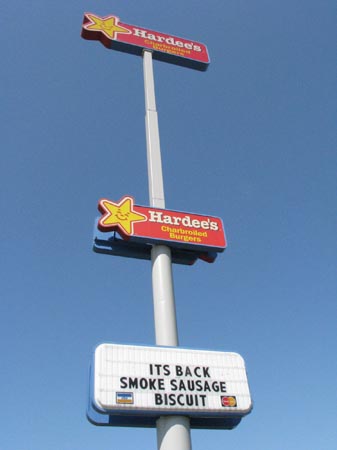 Hardee's
Charbroiled
Burgers
Hardee's
Charbroiled
Burgers
ITS BACK
SMOKE SAUSAGE
BISCUIT